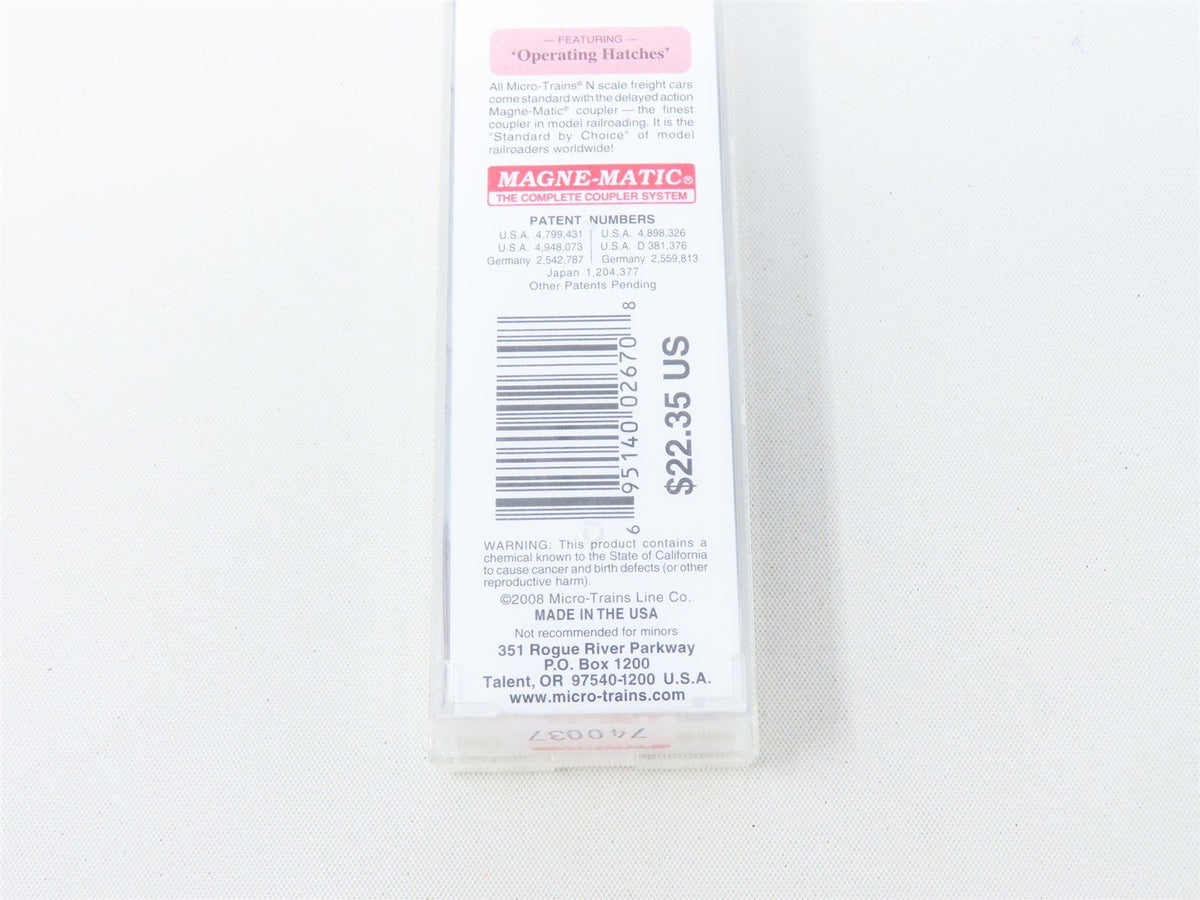 — FEATURING —
‘Operating Hatches’
All Micro-Trains® N scale freight cars
come standard with the delayed action
Magne-Matic® coupler — the finest
coupler in model railroading. It is the
"Standard by Choice" of model
railroaders worldwide!
MAGNE-MATIC®
THE COMPLETE COUPLER SYSTEM
PATENT NUMBERS
U.S.A. 4,799,431 | U.S.A. 4,898,326
U.S.A. 4,948,073 | U.S.A. D 381,376
Germany 2,542,787 | Germany 2,559,813
Japan 1,204,377
Other Patents Pending
6 95140 02670 8
$22.35 US
WARNING: This product contains a
chemical known to the State of California
to cause cancer and birth defects (or other
reproductive harm).
©2008 Micro-Trains Line Co.
MADE IN THE USA
Not recommended for minors
351 Rogue River Parkway
P.O. Box 1200
Talent, OR 97540-1200 U.S.A.
www.micro-trains.com
740037